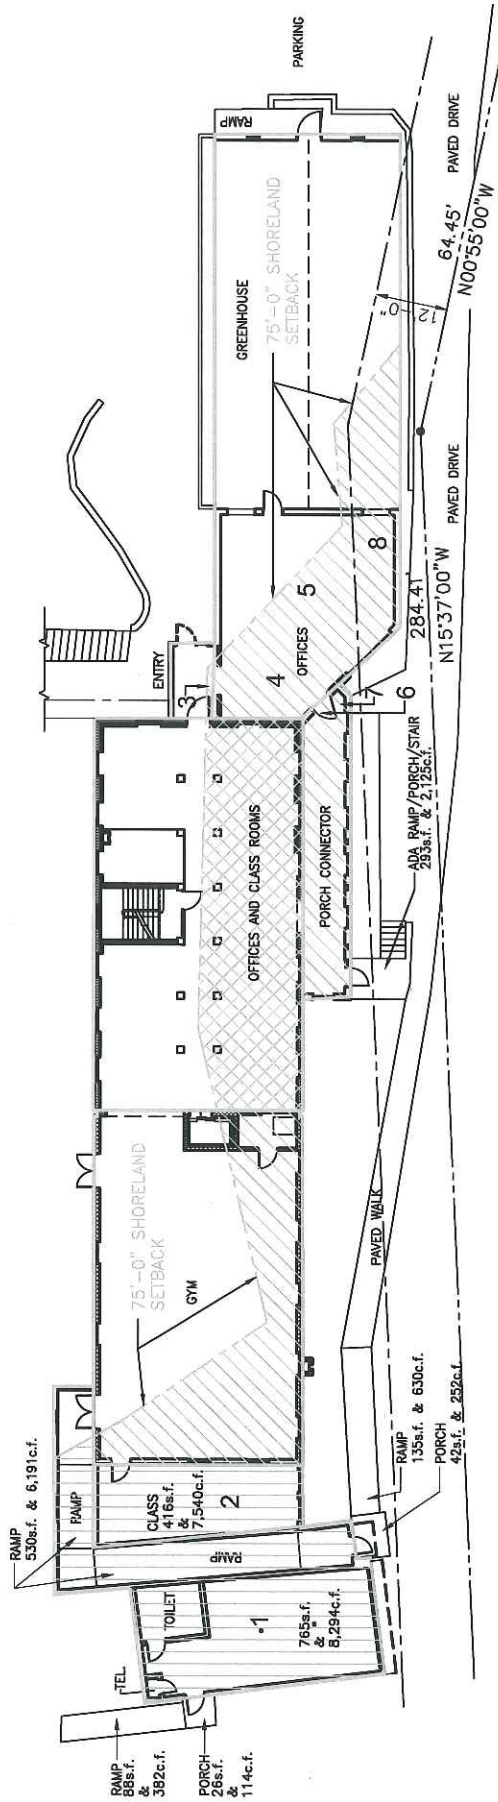 PARKING
RAMP
PAVED DRIVE
64.45'
N00°55'00"W
GREENHOUSE
75'-0" SHORELAND
SETBACK
12'-0"
PAVED DRIVE
284.41'
N15°37'00"W
8
5
OFFICES
4
ENTRY
3
7
6
ADA RAMP/PORCH/STAIR
293s.f. & 2,125c.f.
PORCH CONNECTOR
OFFICES AND CLASS ROOMS
75'-0" SHORELAND
SETBACK
GYM
PAVED WALK
RAMP
135s.f. & 630c.f.
PORCH
42s.f. & 252c.f.
RAMP
530s.f. & 6,191c.f.
RAMP
CLASS
416s.f.
&
7,540c.f.
2
RAMP
TOILET
1
765s.f.
&
8,294c.f.
TEL
RAMP
88s.f.
&
382c.f.
PORCH
26s.f.
&
114c.f.